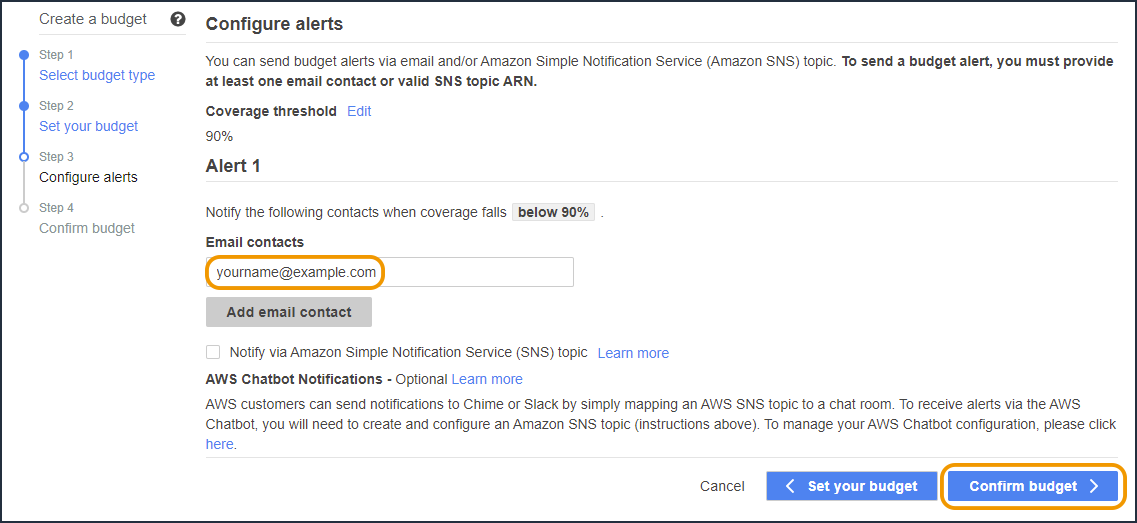 Create a budget ?
Step 1
Select budget type
Step 2
Set your budget
Step 3
Configure alerts
Step 4
Confirm budget
Configure alerts
You can send budget alerts via email and/or Amazon Simple Notification Service (Amazon SNS) topic. To send a budget alert, you must provide
at least one email contact or valid SNS topic ARN.
Coverage threshold Edit
90%
Alert 1
Notify the following contacts when coverage falls below 90% .
Email contacts
yourname@example.com
Add email contact
Notify via Amazon Simple Notification Service (SNS) topic Learn more
AWS Chatbot Notifications - Optional Learn more
AWS customers can send notifications to Chime or Slack by simply mapping an AWS SNS topic to a chat room. To receive alerts via the AWS
Chatbot, you will need to create and configure an Amazon SNS topic (instructions above). To manage your AWS Chatbot configuration, please click
here.
Cancel Set your budget Confirm budget